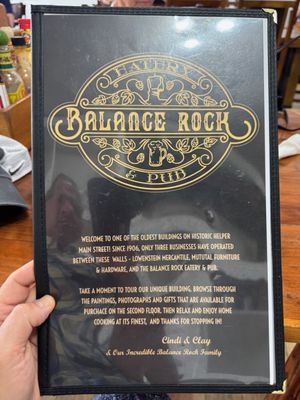 EATERY
BALANCE ROCK
& PUB
WELCOME TO ONE OF THE OLDEST BUILDINGS ON HISTORIC HELPER
MAIN STREET! SINCE 1906, ONLY THREE BUSINESSES HAVE OPERATED
BETWEEN THESE WALLS - LOWENSTEIN MERCANTILE, MUTUTAL FURNITURE
& HARDWARE, AND THE BALANCE ROCK EATERY & PUB.
TAKE A MOMENT TO TOUR OUR UNIQUE BUILDING, BROWSE THROUGH
THE PAINTINGS, PHOTOGRAPHS AND GIFTS THAT ARE AVAILABLE FOR
PURCHACE ON THE SECOND FLOOR, THEN RELAX AND ENJOY HOME
COOKING AT ITS FINEST, AND THANKS FOR STOPPING IN!
Cindi & Clay
& Our Incredible Balance Rock Family